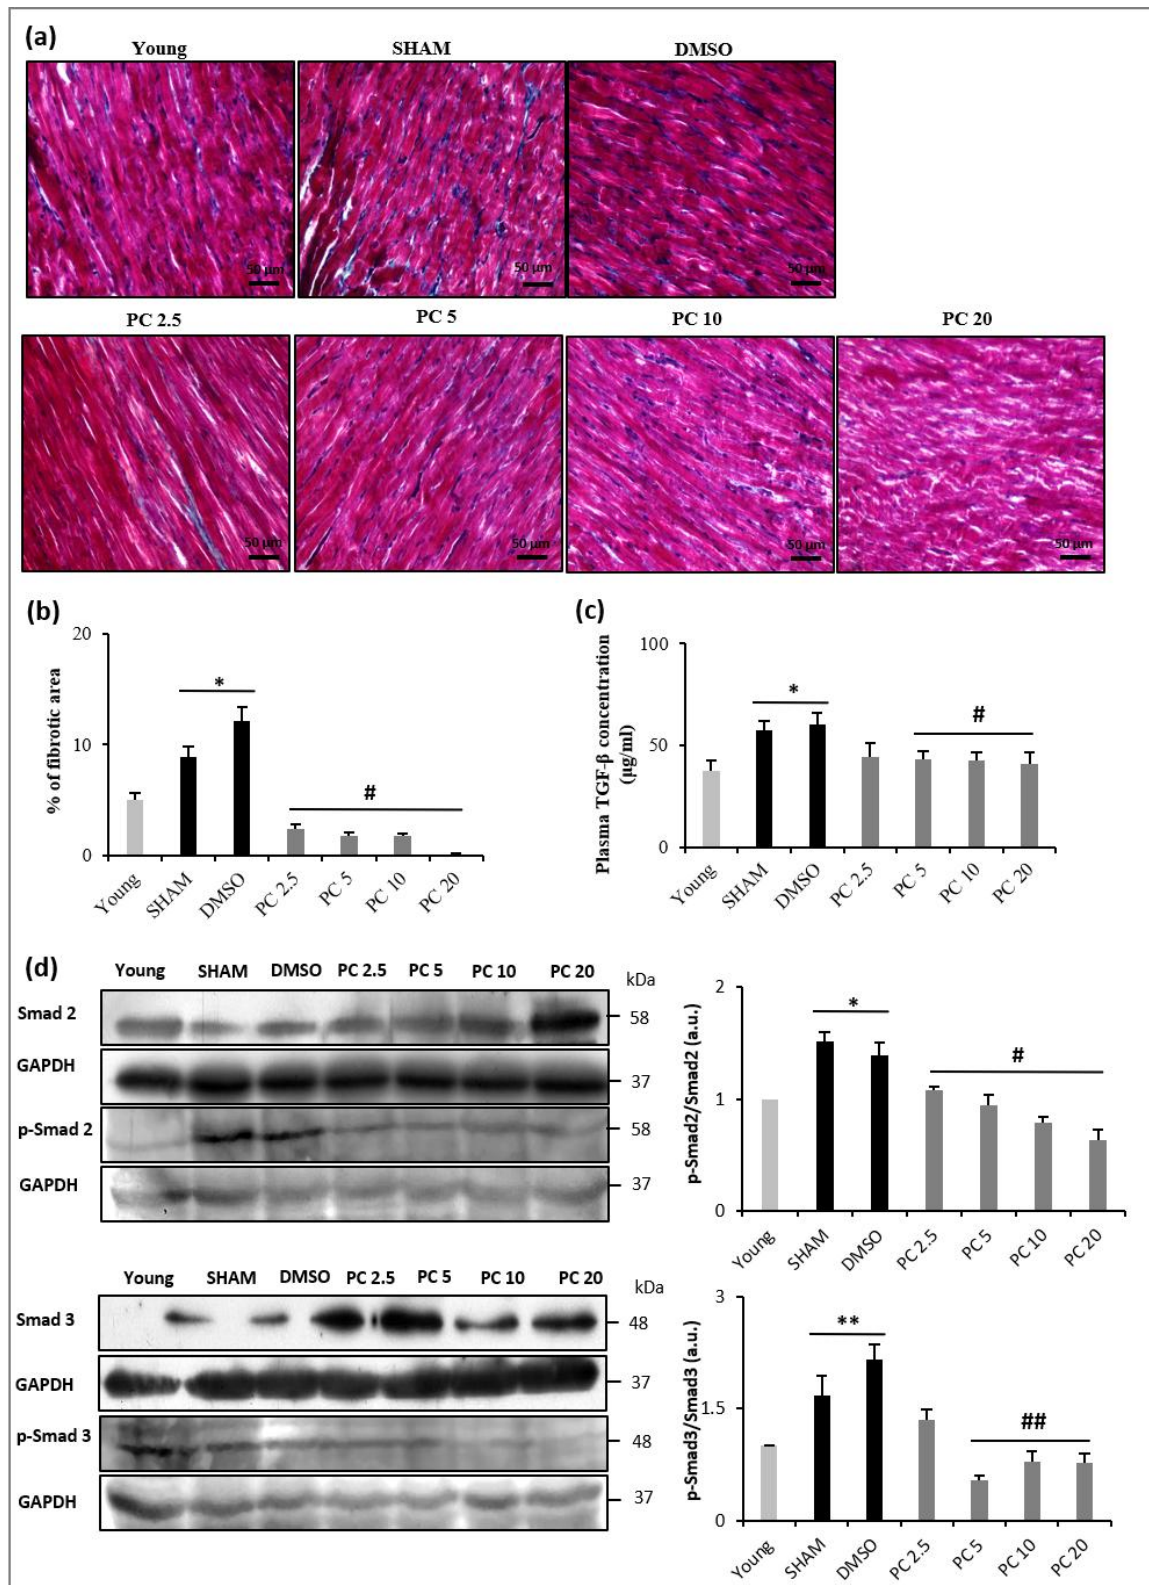 (a)
Young SHAM DMSO
50 µm 50 µm 50 µm
PC 2.5 PC 5 PC 10 PC 20
50 µm 50 µm 50 µm 50 µm
(b)
% of fibrotic area
20
10
0
*
#
Young SHAM DMSO PC 2.5 PC 5 PC 10 PC 20
(c)
Plasma TGF-β concentration
(µg/ml)
100
50
0
*
#
Young SHAM DMSO PC 2.5 PC 5 PC 10 PC 20
(d)
Young SHAM DMSO PC 2.5 PC 5 PC 10 PC 20
kDa
Smad 2 58
GAPDH 37
p-Smad 2 58
GAPDH 37
p-Smad2/Smad2 (a.u.)
2
1
0
*
#
Young SHAM DMSO PC 2.5 PC 5 PC 10 PC 20
Young SHAM DMSO PC 2.5 PC 5 PC 10 PC 20
kDa
Smad 3 48
GAPDH 37
p-Smad 3 48
GAPDH 37
p-Smad3/Smad3 (a.u.)
3
1.5
0
**
##
Young SHAM DMSO PC 2.5 PC 5 PC 10 PC 20